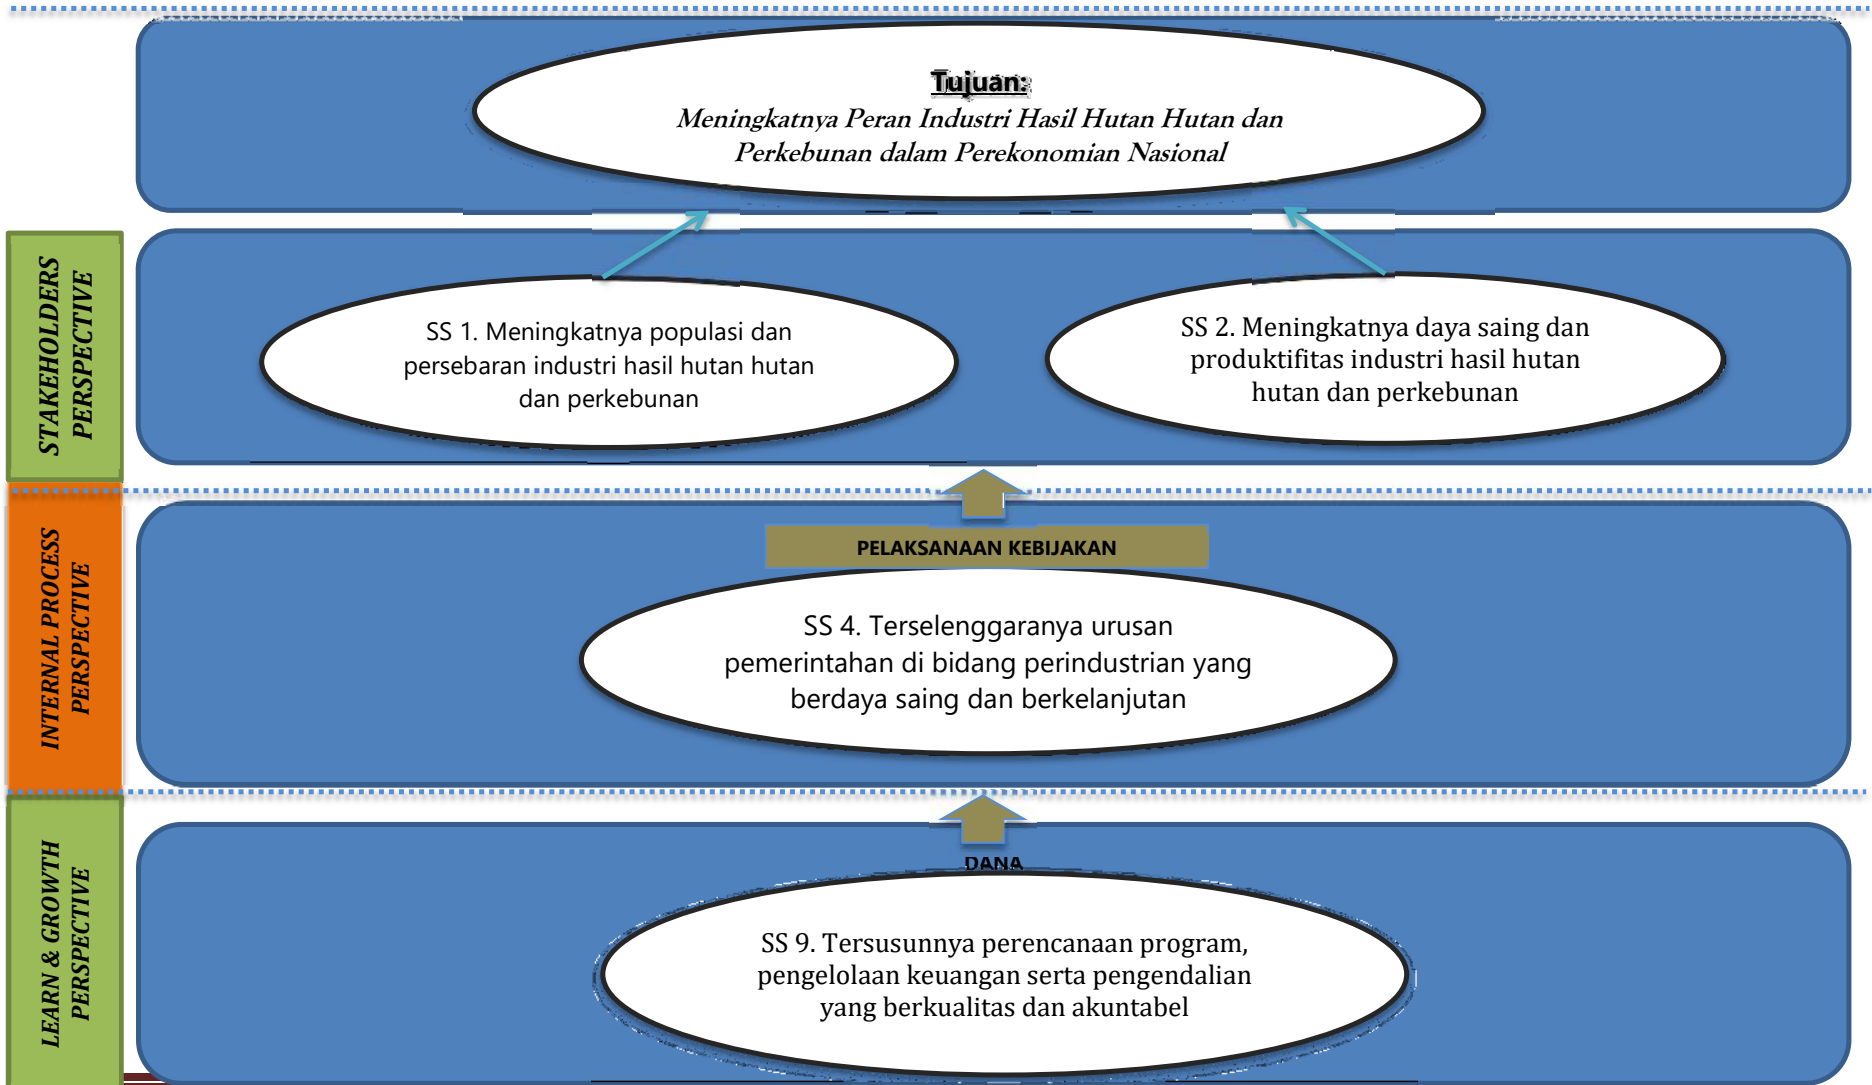 Tujuan:
Meningkatnya Peran Industri Hasil Hutan Hutan dan
Perkebunan dalam Perekonomian Nasional
STAKEHOLDERS
PERSPECTIVE
SS 1. Meningkatnya populasi dan
persebaran industri hasil hutan hutan
dan perkebunan
SS 2. Meningkatnya daya saing dan
produktifitas industri hasil hutan
hutan dan perkebunan
INTERNAL PROCESS
PERSPECTIVE
PELAKSANAAN KEBIJAKAN
SS 4. Terselenggaranya urusan
pemerintahan di bidang perindustrian yang
berdaya saing dan berkelanjutan
LEARN & GROWTH
PERSPECTIVE
DANA
SS 9. Tersusunnya perencanaan program,
pengelolaan keuangan serta pengendalian
yang berkualitas dan akuntabel